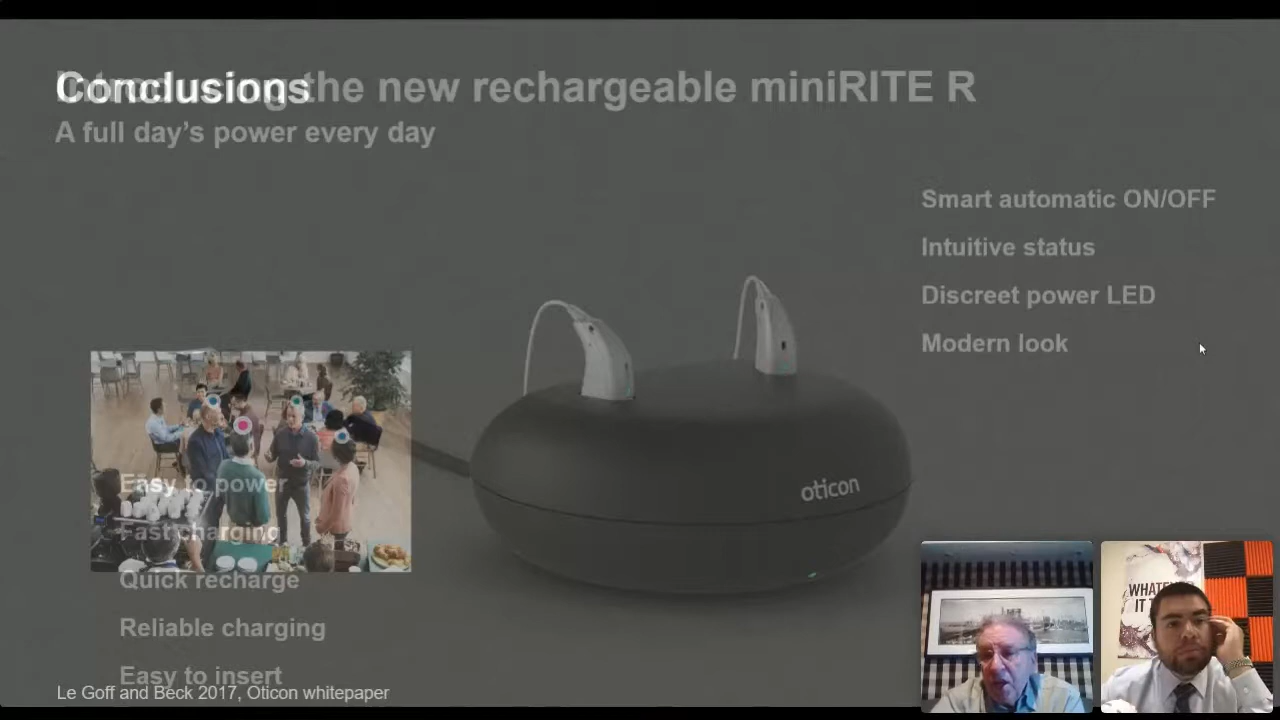 Conclusions
Introducing the new rechargeable miniRITE R
A full day's power every day
Smart automatic ON/OFF
Intuitive status
Discreet power LED
Modern look
oticon
Easy to power
Fast charging
Quick recharge
Reliable charging
Easy to insert
Le Goff and Beck 2017, Oticon whitepaper
WHATEVER
IT